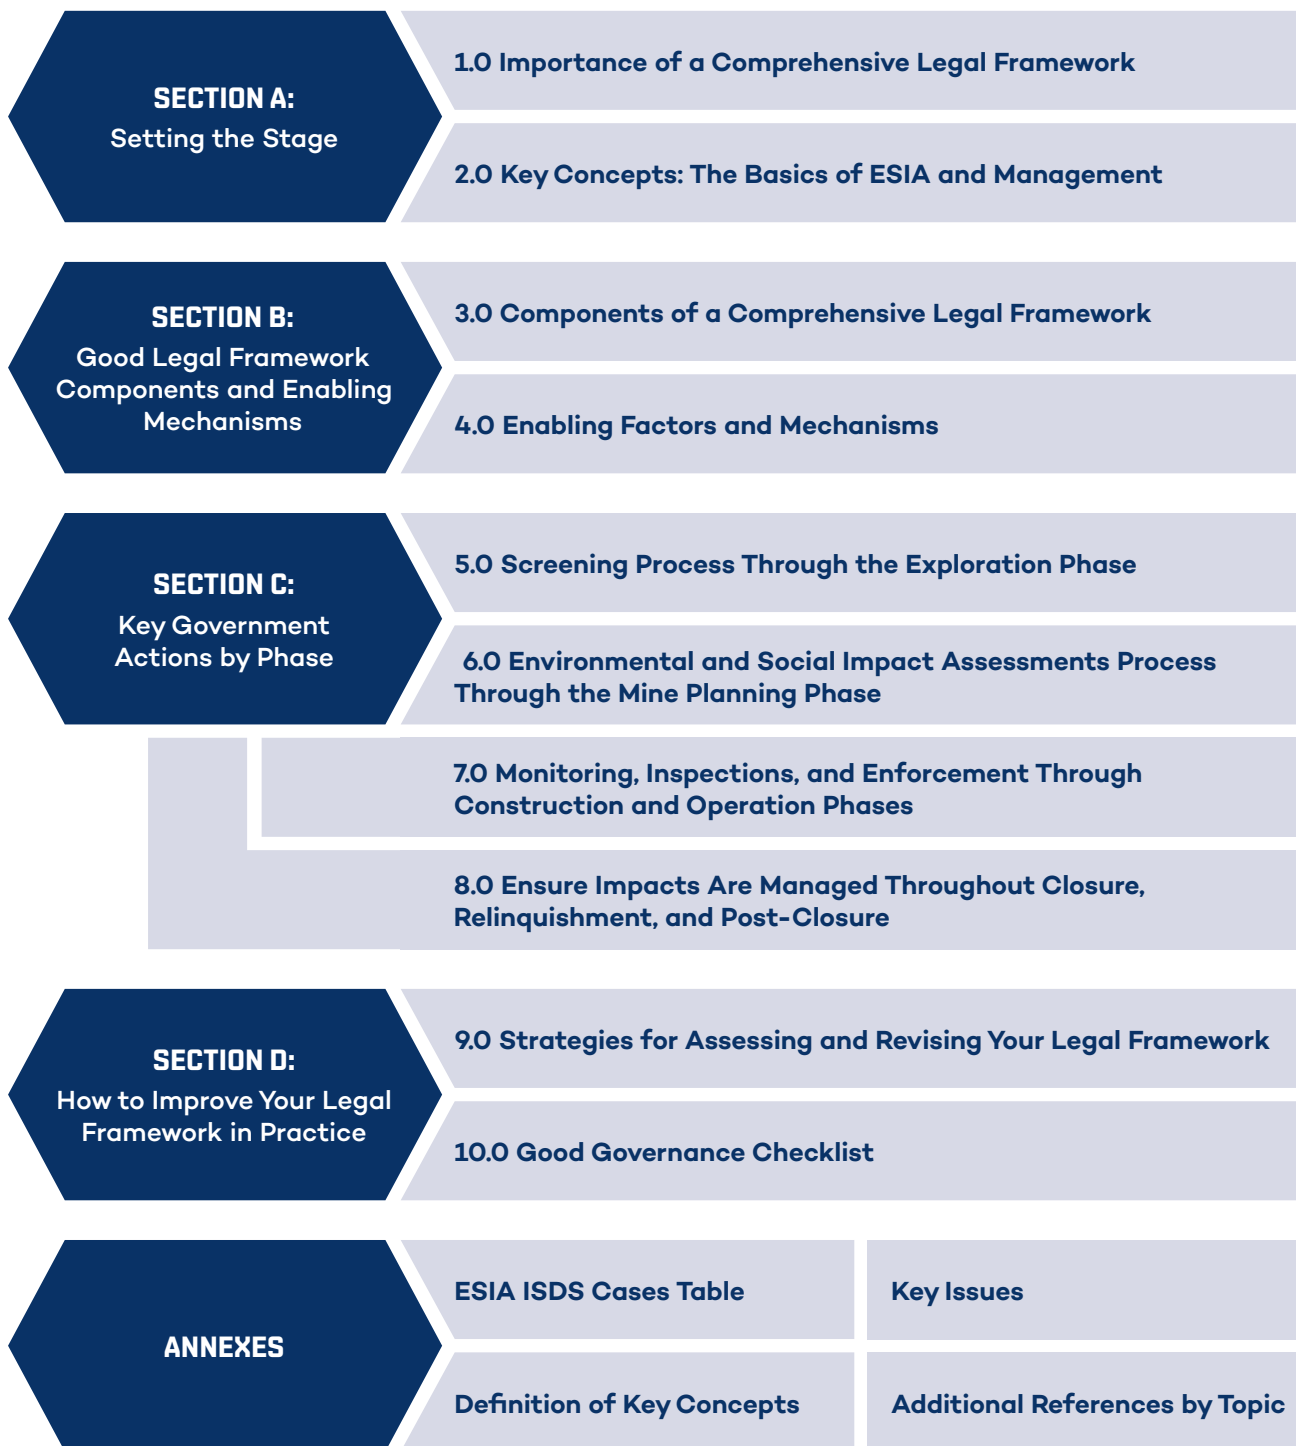 SECTION A:
Setting the Stage
1.0 Importance of a Comprehensive Legal Framework
2.0 Key Concepts: The Basics of ESIA and Management
SECTION B:
Good Legal Framework
Components and Enabling
Mechanisms
3.0 Components of a Comprehensive Legal Framework
4.0 Enabling Factors and Mechanisms
SECTION C:
Key Government
Actions by Phase
5.0 Screening Process Through the Exploration Phase
6.0 Environmental and Social Impact Assessments Process
Through the Mine Planning Phase
7.0 Monitoring, Inspections, and Enforcement Through
Construction and Operation Phases
8.0 Ensure Impacts Are Managed Throughout Closure,
Relinquishment, and Post-Closure
SECTION D:
How to Improve Your Legal
Framework in Practice
9.0 Strategies for Assessing and Revising Your Legal Framework
10.0 Good Governance Checklist
ANNEXES
ESIA ISDS Cases Table
Key Issues
Definition of Key Concepts
Additional References by Topic